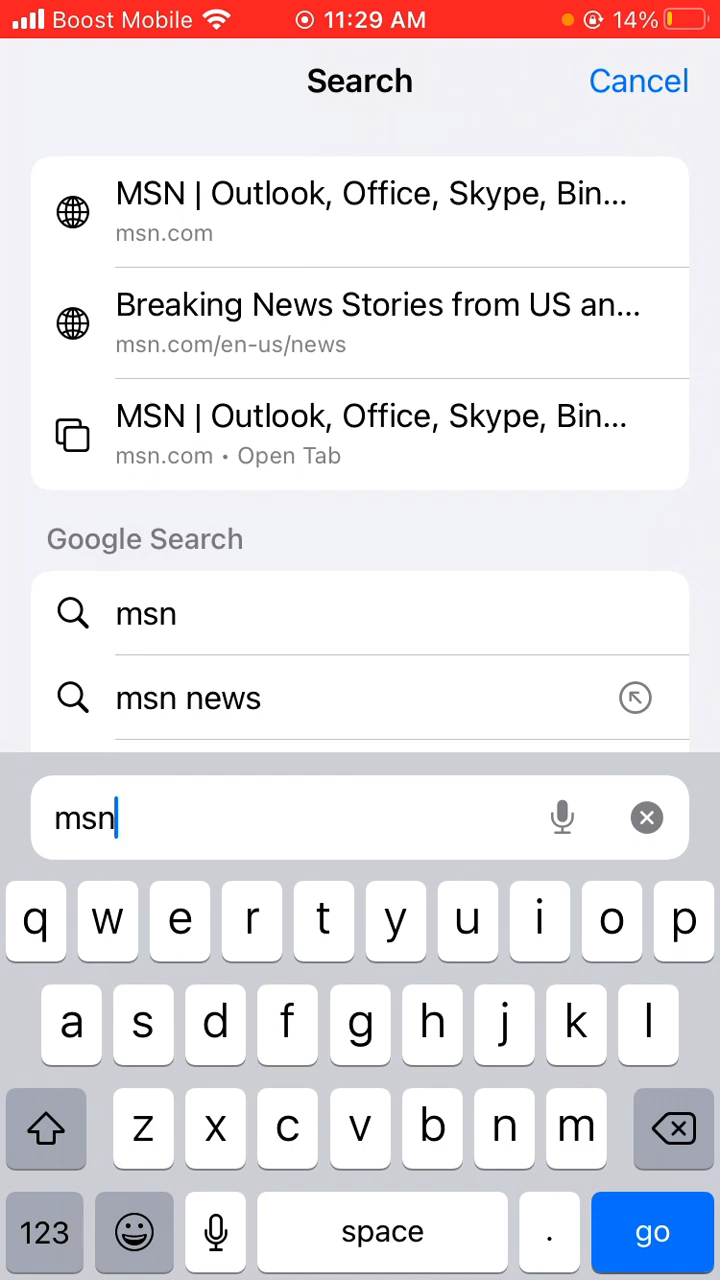 Boost Mobile 11:29 AM 14%
Search Cancel
MSN | Outlook, Office, Skype, Bin...
msn.com
Breaking News Stories from US an...
msn.com/en-us/news
MSN | Outlook, Office, Skype, Bin...
msn.com • Open Tab
Google Search
msn
msn news
msn
q w e r t y u i o p
a s d f g h j k l
z x c v b n m
123 space . go